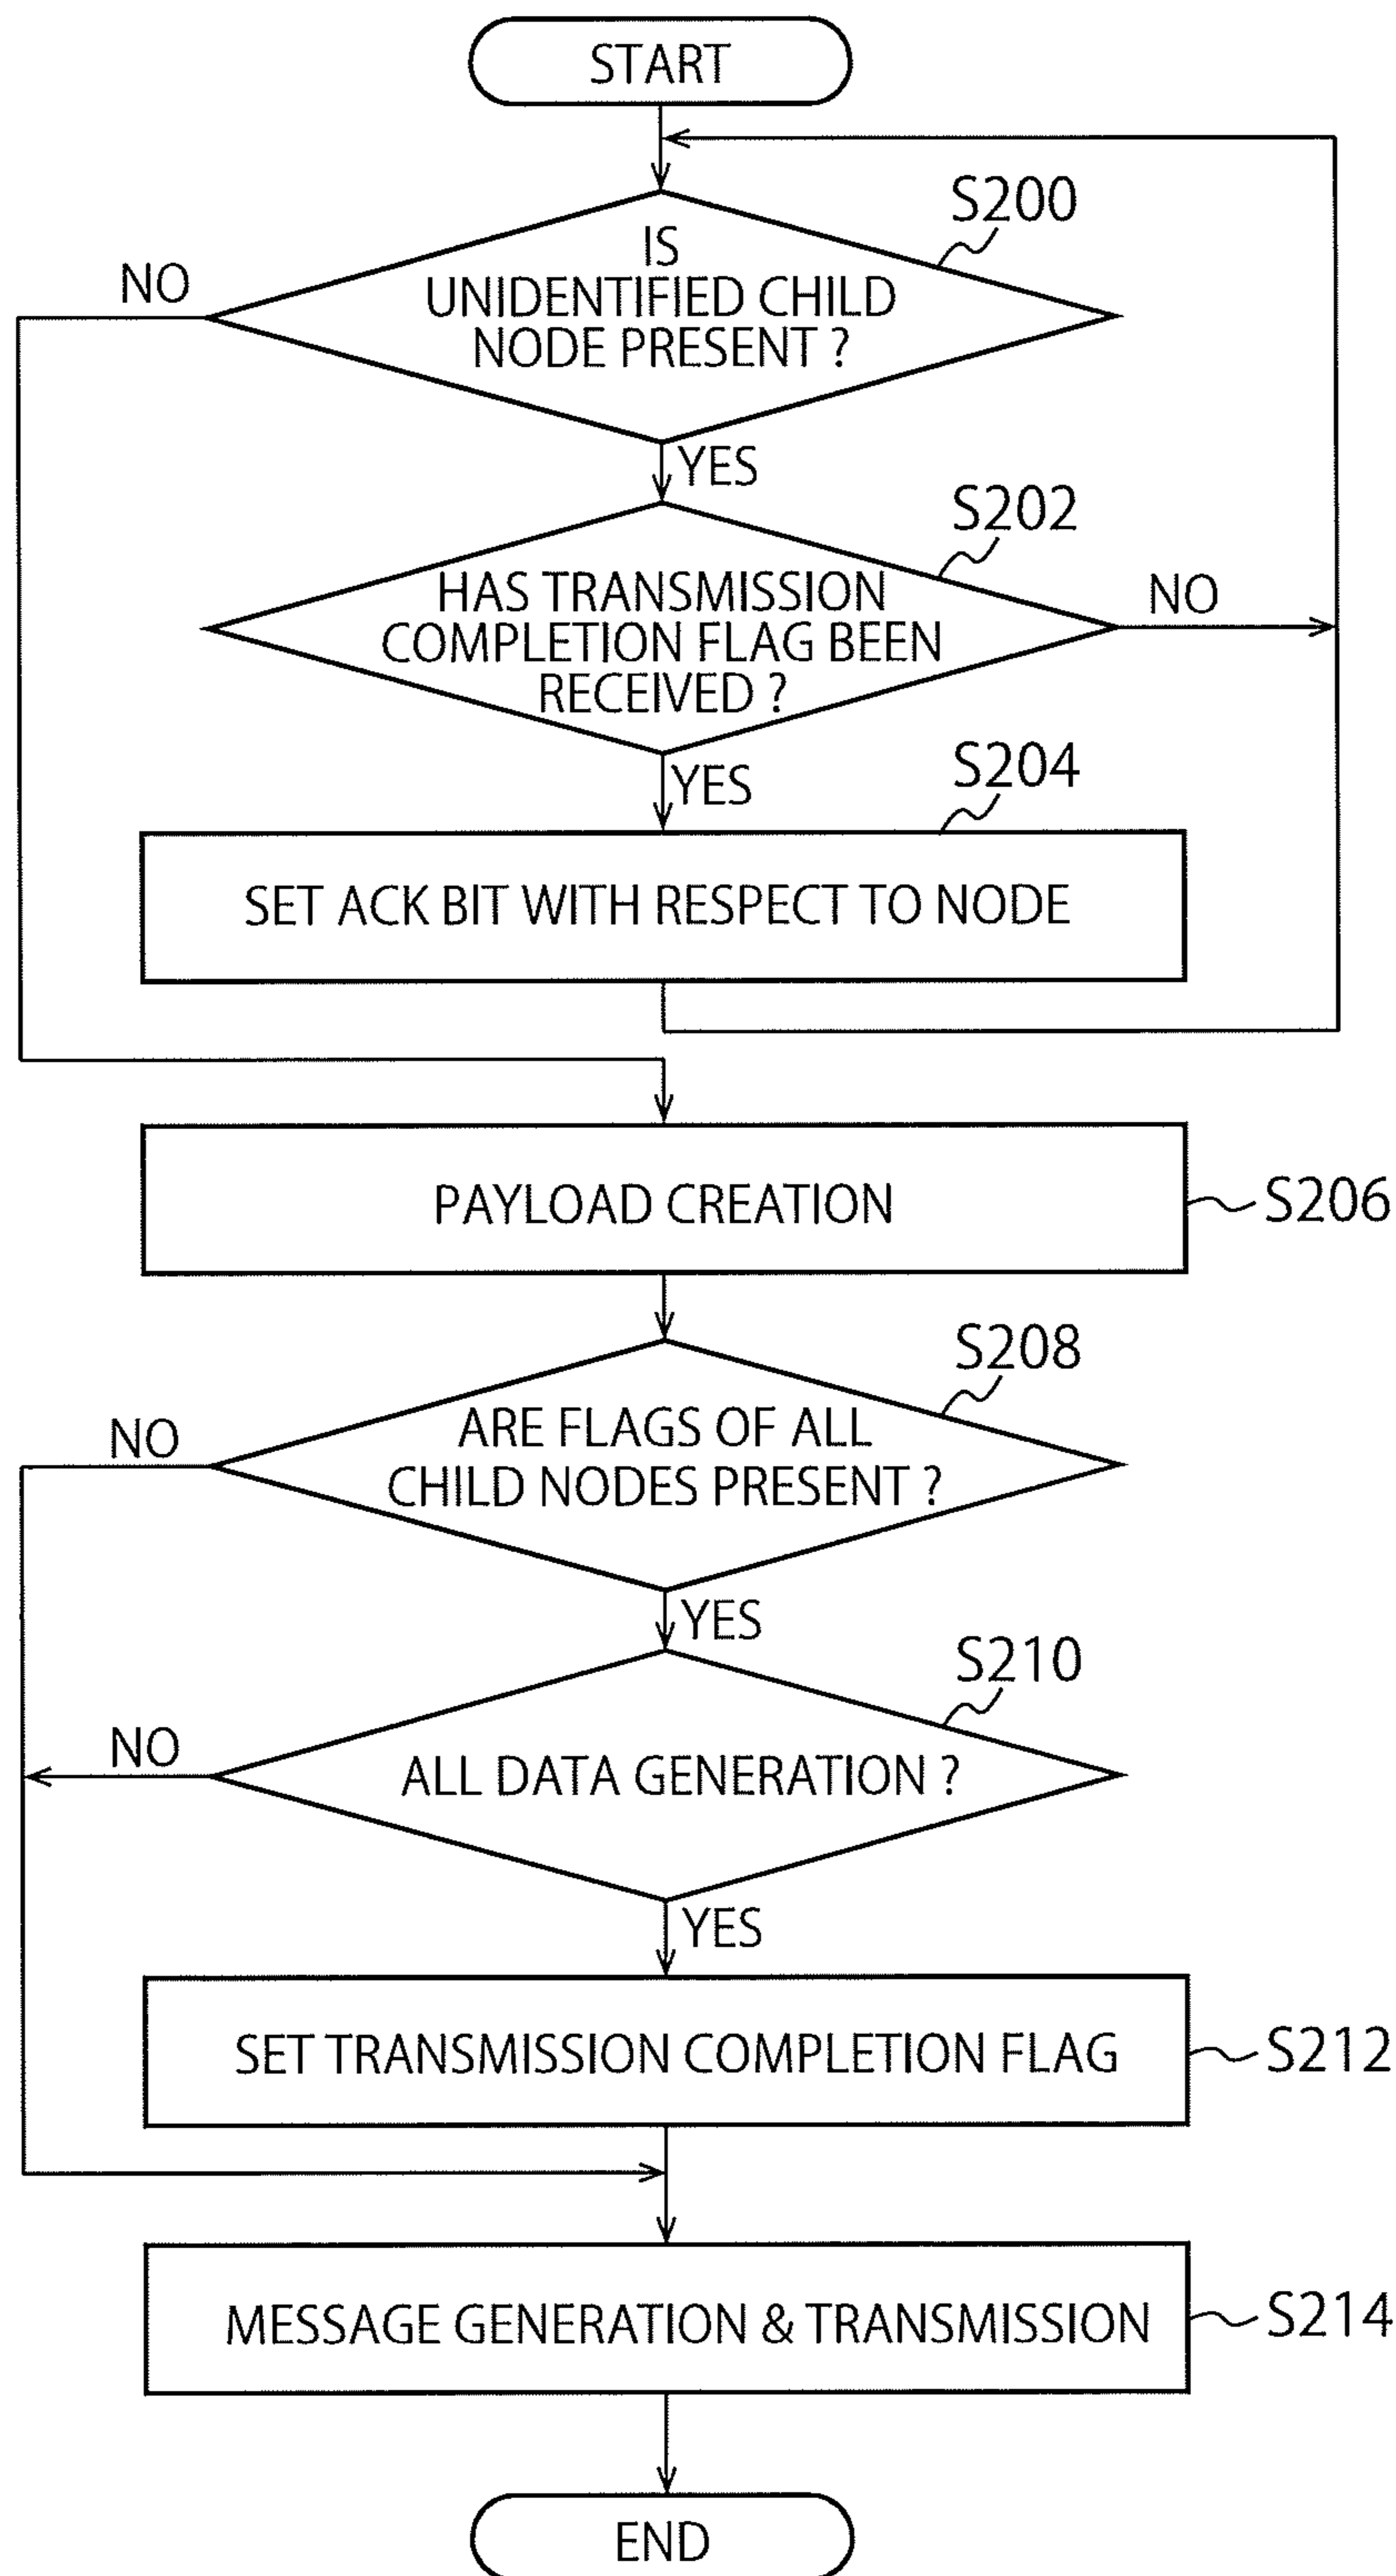 START
S200
IS
NO
UNIDENTIFIED CHILD
NODE PRESENT ?
YES
S202
HAS TRANSMISSION
NO
COMPLETION FLAG BEEN
RECEIVED ?
YES
S204
SET ACK BIT WITH RESPECT TO NODE
PAYLOAD CREATION
S206
S208
NO
ARE FLAGS OF ALL
CHILD NODES PRESENT ?
YES
S210
NO
ALL DATA GENERATION ?
YES
SET TRANSMISSION COMPLETION FLAG
S212
MESSAGE GENERATION & TRANSMISSION
S214
END